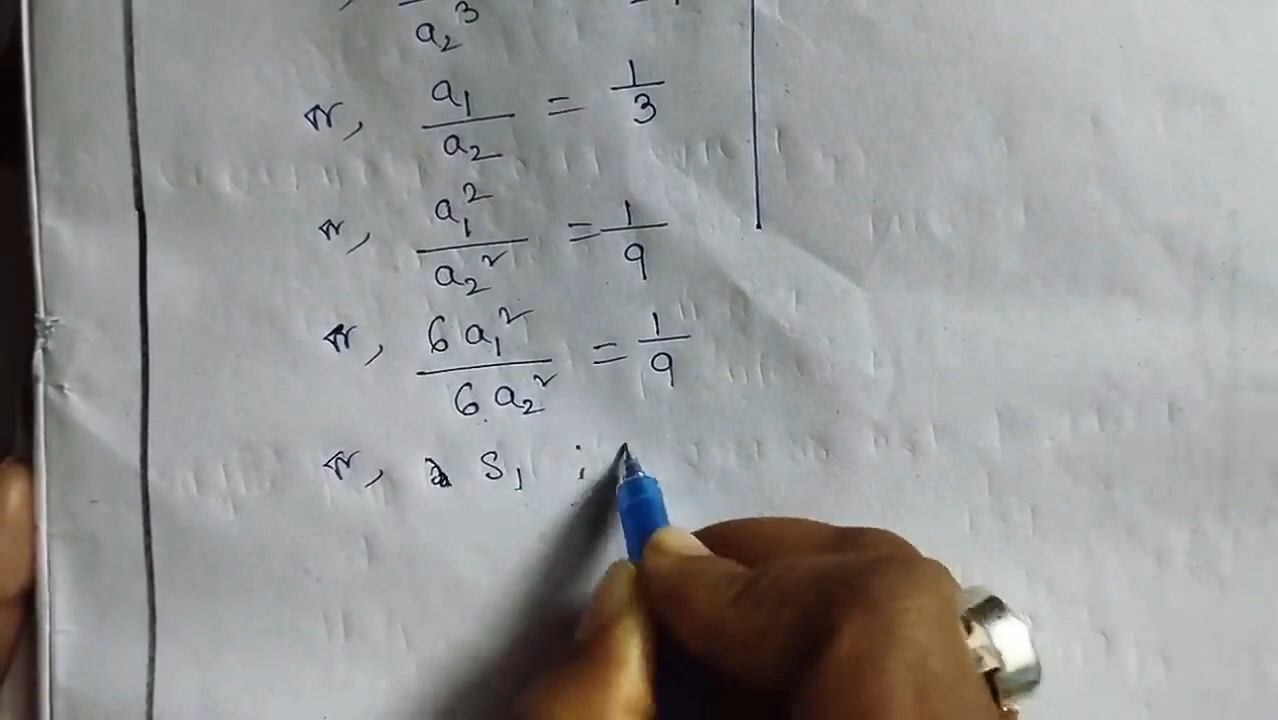 a₂³
वा, a₁/a₂ = 1/3
वा, a₁²/a₂² = 1/9
वा, 6a₁²/6a₂² = 1/9
वा, S₁ :